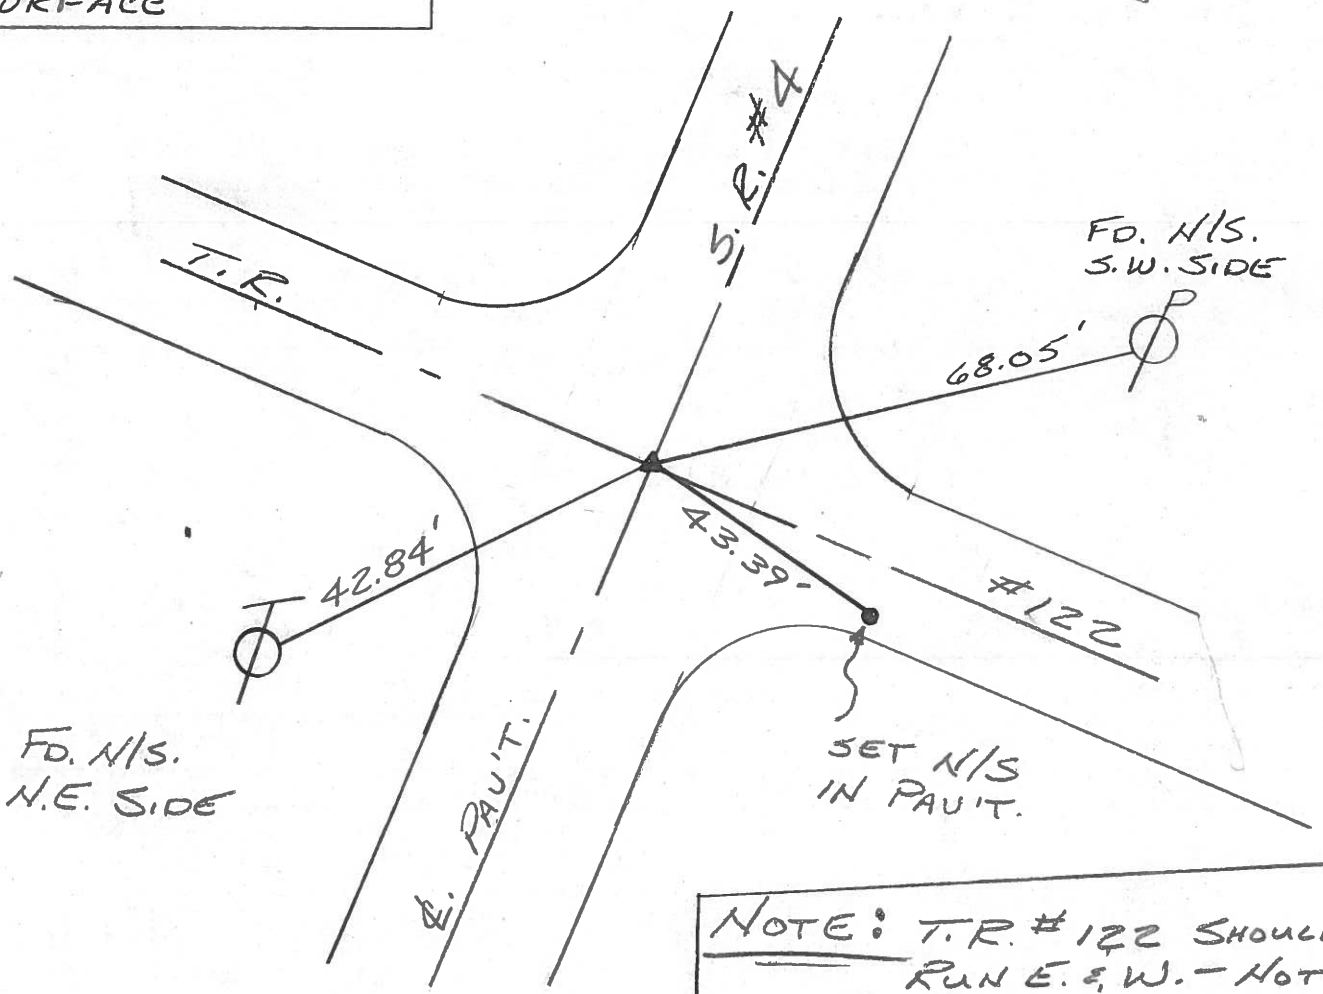 S. R. #4
T. R.
FD. N/S.
S.W. SIDE
P
68.05'
43.39'
42.84'
#122
T
FD. N/S.
N.E. SIDE
SET N/S
IN PAV'T.
℄. PAV'T.
NOTE: T.R. #122 SHOUL
RUN E. & W. - NOT